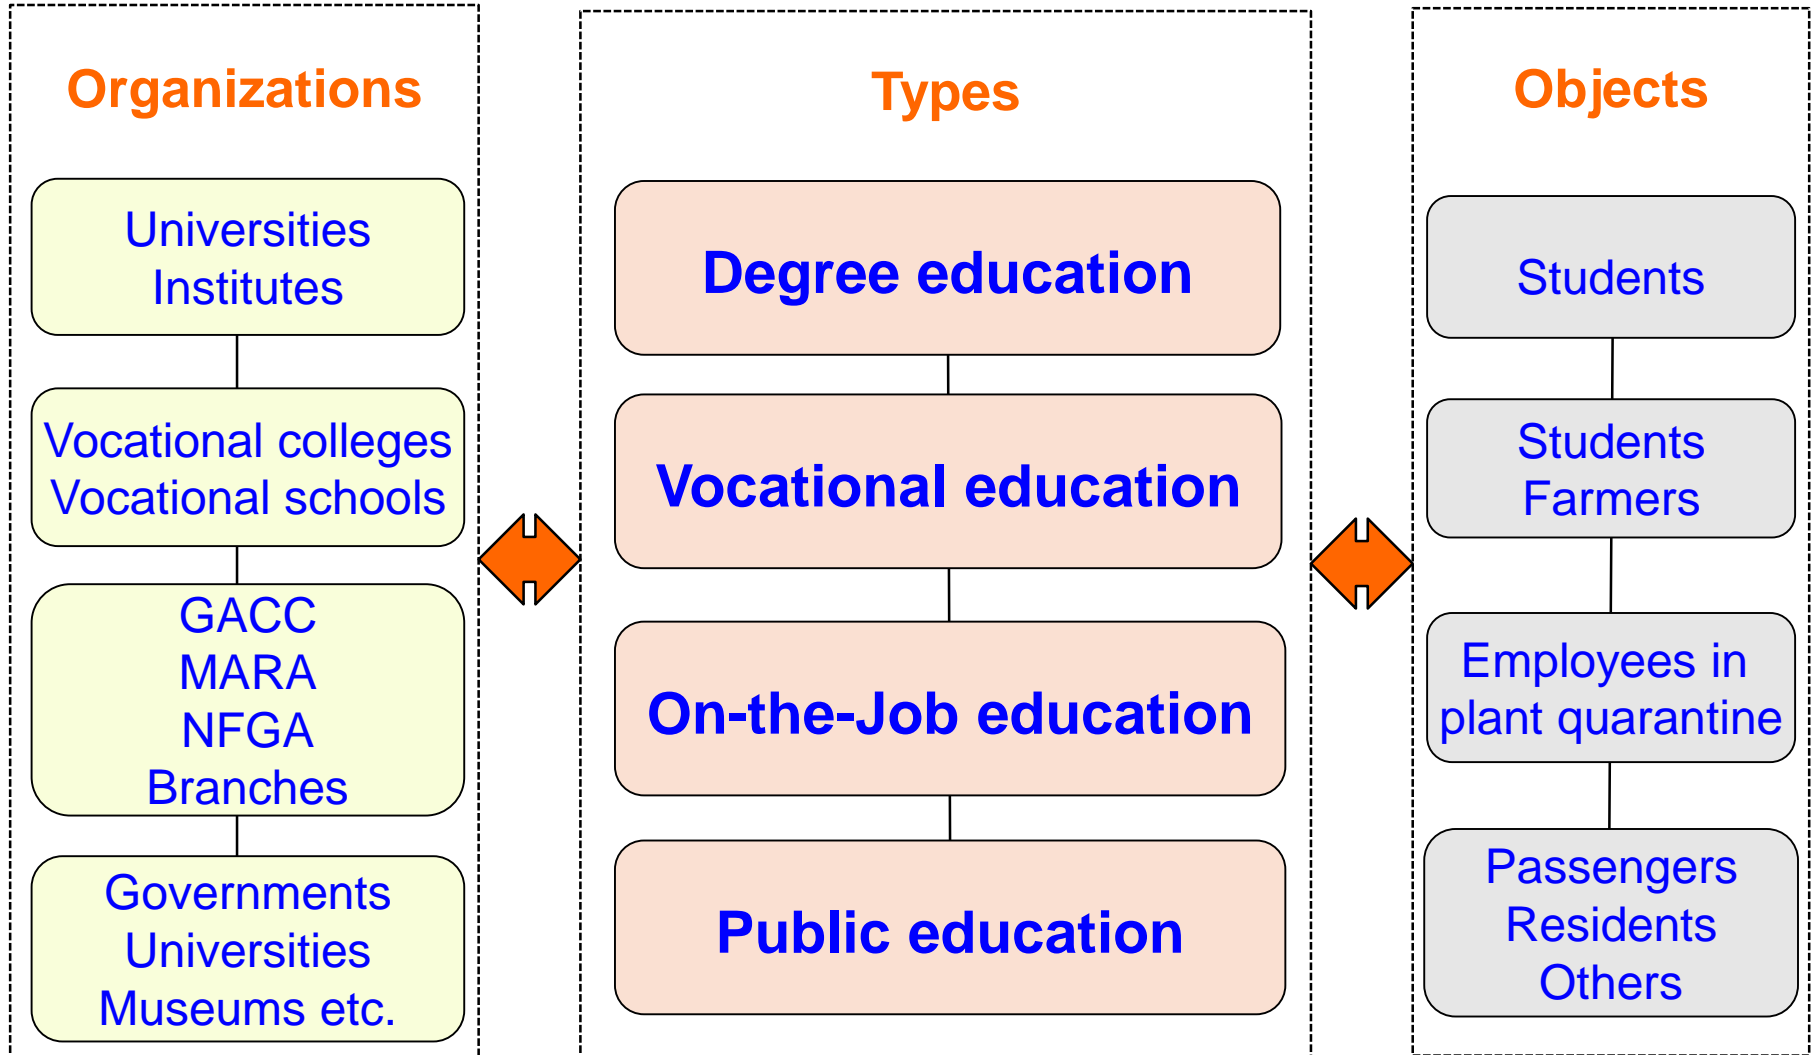 Organizations
Universities
Institutes
Vocational colleges
Vocational schools
GACC
MARA
NFGA
Branches
Governments
Universities
Museums etc.
Types
Degree education
Vocational education
On-the-Job education
Public education
Objects
Students
Students
Farmers
Employees in
plant quarantine
Passengers
Residents
Others